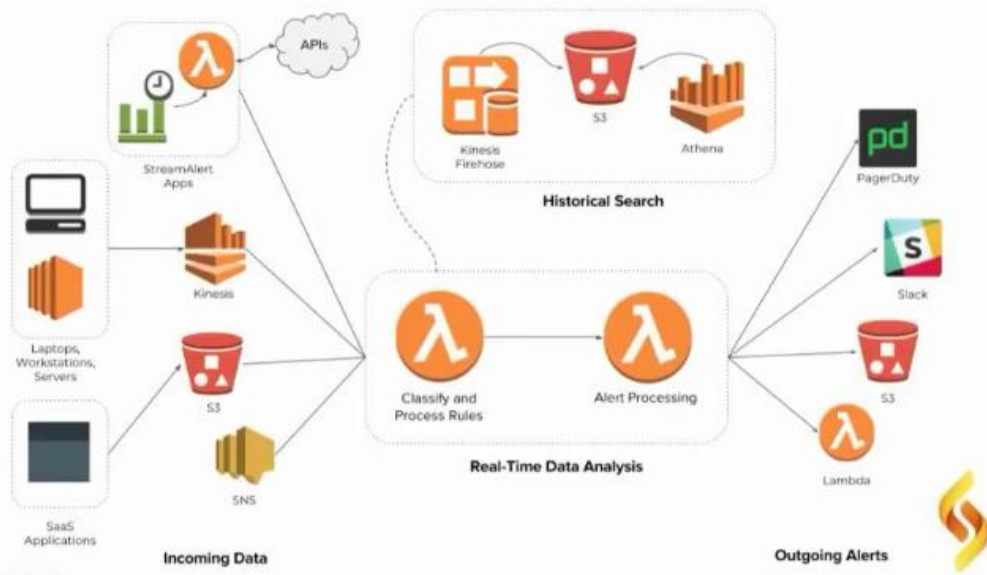 APIs
StreamAlert
Apps
Kinesis
Firehose
S3
Athena
Historical Search
pd
PagerDuty
Laptops,
Workstations,
Servers
Kinesis
S
Slack
S3
SNS
Classify and
Process Rules
Alert Processing
Real-Time Data Analysis
S3
Lambda
SaaS
Applications
Incoming Data
Outgoing Alerts